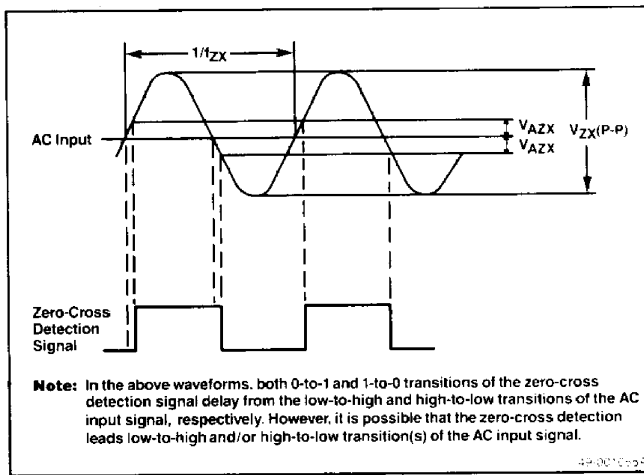 1/fZX
AC Input
VAZX
VAZX
VZX(P-P)
Zero-Cross
Detection
Signal
Note: In the above waveforms, both 0-to-1 and 1-to-0 transitions of the zero-cross
detection signal delay from the low-to-high and high-to-low transitions of the AC
input signal, respectively. However, it is possible that the zero-cross detection
leads low-to-high and/or high-to-low transition(s) of the AC input signal.